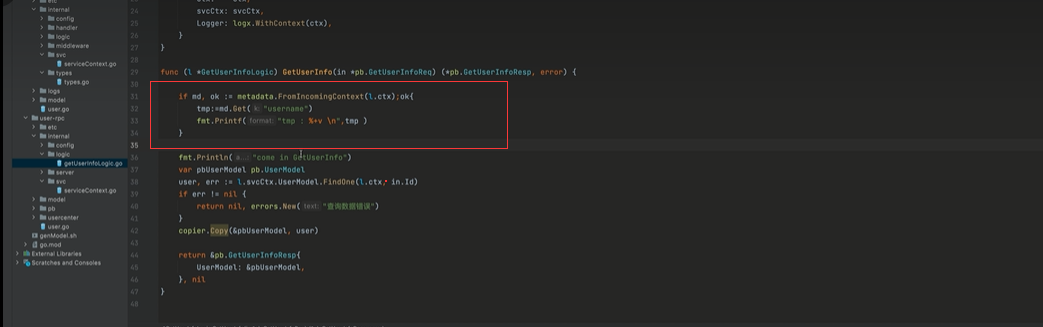 etc
internal
config
handler
logic
middleware
svc
serviceContext.go
types
types.go
logs
model
user.go
user-rpc
etc
internal
config
logic
getUserInfoLogic.go
server
svc
serviceContext.go
model
pb
usercenter
user.go
genModel.sh
go.mod
External Libraries
Scratches and Consoles
24 svcCtx: svcCtx,
25 Logger: logx.WithContext(ctx),
26 }
27 }
28
29 func (l *GetUserInfoLogic) GetUserInfo(in *pb.GetUserInfoReq) (*pb.GetUserInfoResp, error) {
30
31 if md, ok := metadata.FromIncomingContext(l.ctx);ok{
32 tmp:=md.Get( k: "username")
33 fmt.Printf( format: "tmp : %+v \n",tmp )
34 }
35
36 fmt.Println( a...: "come in GetUserInfo")
37 var pbUserModel pb.UserModel
38 user, err := l.svcCtx.UserModel.FindOne(l.ctx, in.Id)
39 if err != nil {
40 return nil, errors.New( text: "查询数据错误")
41 }
42 copier.Copy(&pbUserModel, user)
43
44 return &pb.GetUserInfoResp{
45 UserModel: &pbUserModel,
46 }, nil
47 }
48